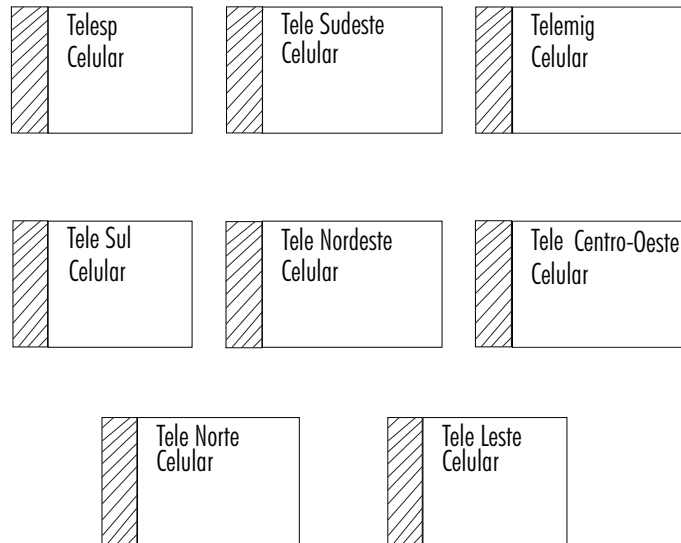 Telesp
Celular
Tele Sudeste
Celular
Telemig
Celular
Tele Sul
Celular
Tele Nordeste
Celular
Tele Centro-Oeste
Celular
Tele Norte
Celular
Tele Leste
Celular